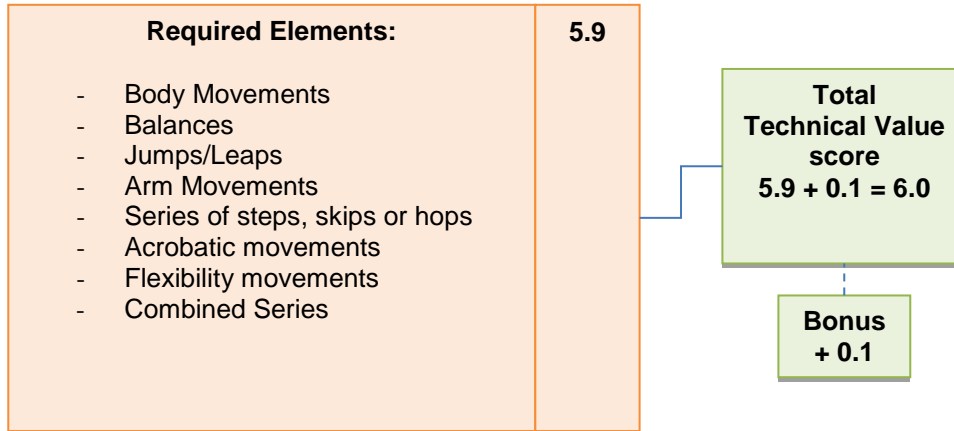 Required Elements:
5.9
- Body Movements
- Balances
- Jumps/Leaps
- Arm Movements
- Series of steps, skips or hops
- Acrobatic movements
- Flexibility movements
- Combined Series
Total
Technical Value
score
5.9 + 0.1 = 6.0
Bonus
+ 0.1